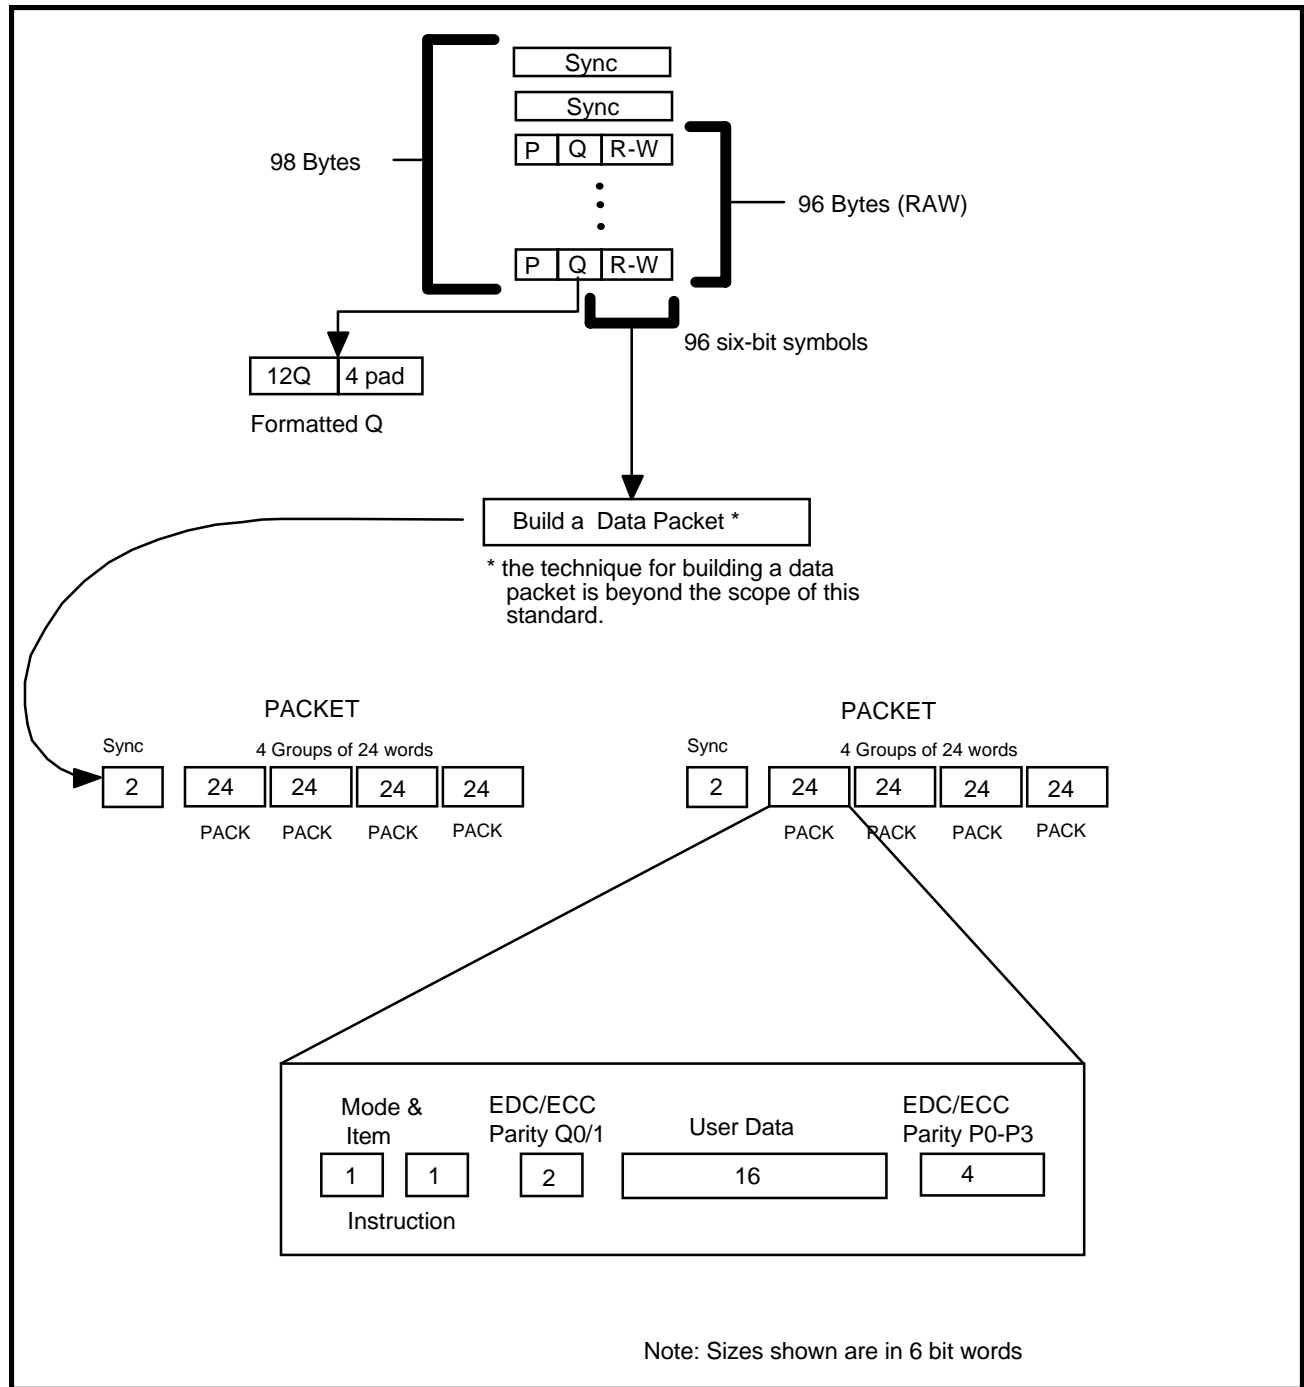 Sync
Sync
P Q R-W
98 Bytes
96 Bytes (RAW)
P Q R-W
96 six-bit symbols
12Q 4 pad
Formatted Q
Build a Data Packet *
* the technique for building a data
packet is beyond the scope of this
standard.
PACKET
Sync 4 Groups of 24 words
2 24 24 24 24
PACK PACK PACK PACK
PACKET
Sync 4 Groups of 24 words
2 24 24 24 24
PACK PACK PACK PACK
Mode &
Item
EDC/ECC
Parity Q0/1
User Data
EDC/ECC
Parity P0-P3
1 1 2 16 4
Instruction
Note: Sizes shown are in 6 bit words